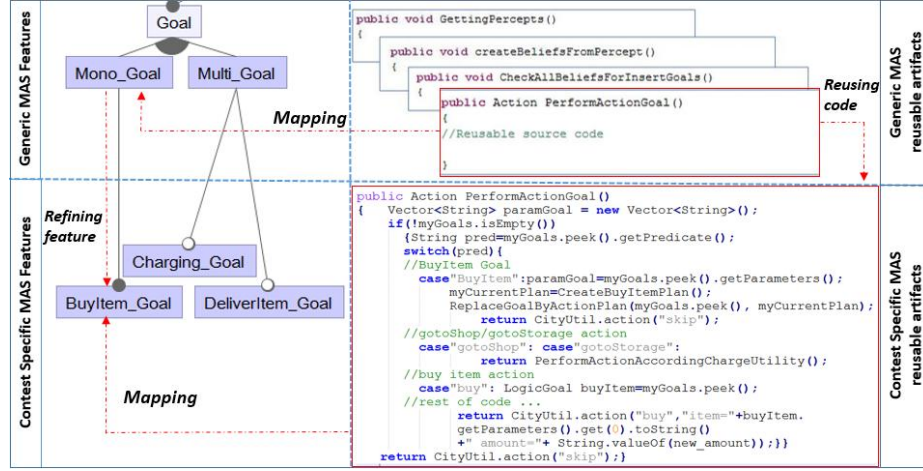 Generic MAS Features
Goal
Mono_Goal
Multi_Goal
Mapping
public void GettingPercepts()
{
public void createBeliefsFromPercept()
{
public void CheckAllBeliefsForInsertGoals()
{
public Action PerformActionGoal()
{
//Reusable source code
}
Reusing
code
Generic MAS
reusable artifacts
Contest Specific MAS Features
Refining
feature
Charging_Goal
BuyItem_Goal
DeliverItem_Goal
Mapping
public Action PerformActionGoal()
{ Vector<String> paramGoal = new Vector<String>();
if(!myGoals.isEmpty())
{String pred=myGoals.peek().getPredicate();
switch(pred){
//BuyItem Goal
case"BuyItem":paramGoal=myGoals.peek().getParameters();
myCurrentPlan=CreateBuyItemPlan();
ReplaceGoalByActionPlan(myGoals.peek(), myCurrentPlan);
return CityUtil.action("skip");
//gotoShop/gotoStorage action
case"gotoShop": case"gotoStorage":
return PerformActionAccordingChargeUtility();
//buy item action
case"buy": LogicGoal buyItem=myGoals.peek();
//rest of code ...
return CityUtil.action("buy","item="+buyItem.
getParameters().get(0).toString()
+" amount="+ String.valueOf(new_amount));}}
return CityUtil.action("skip");}
Contest Specific MAS
reusable artifacts